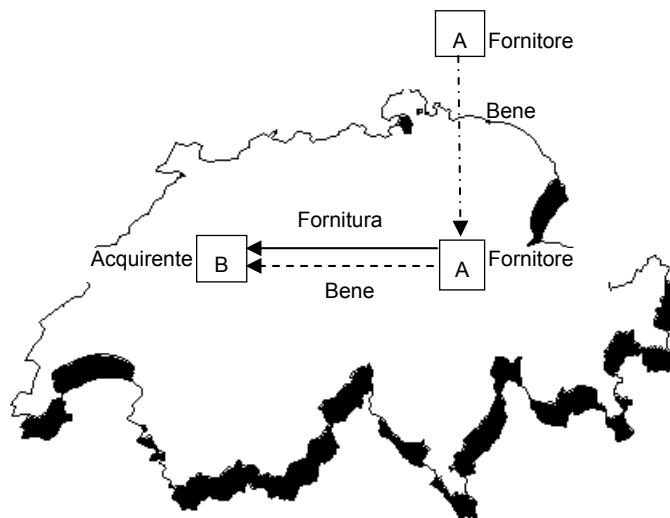 A
Fornitore
Bene
Fornitura
Acquirente B
A Fornitore
Bene